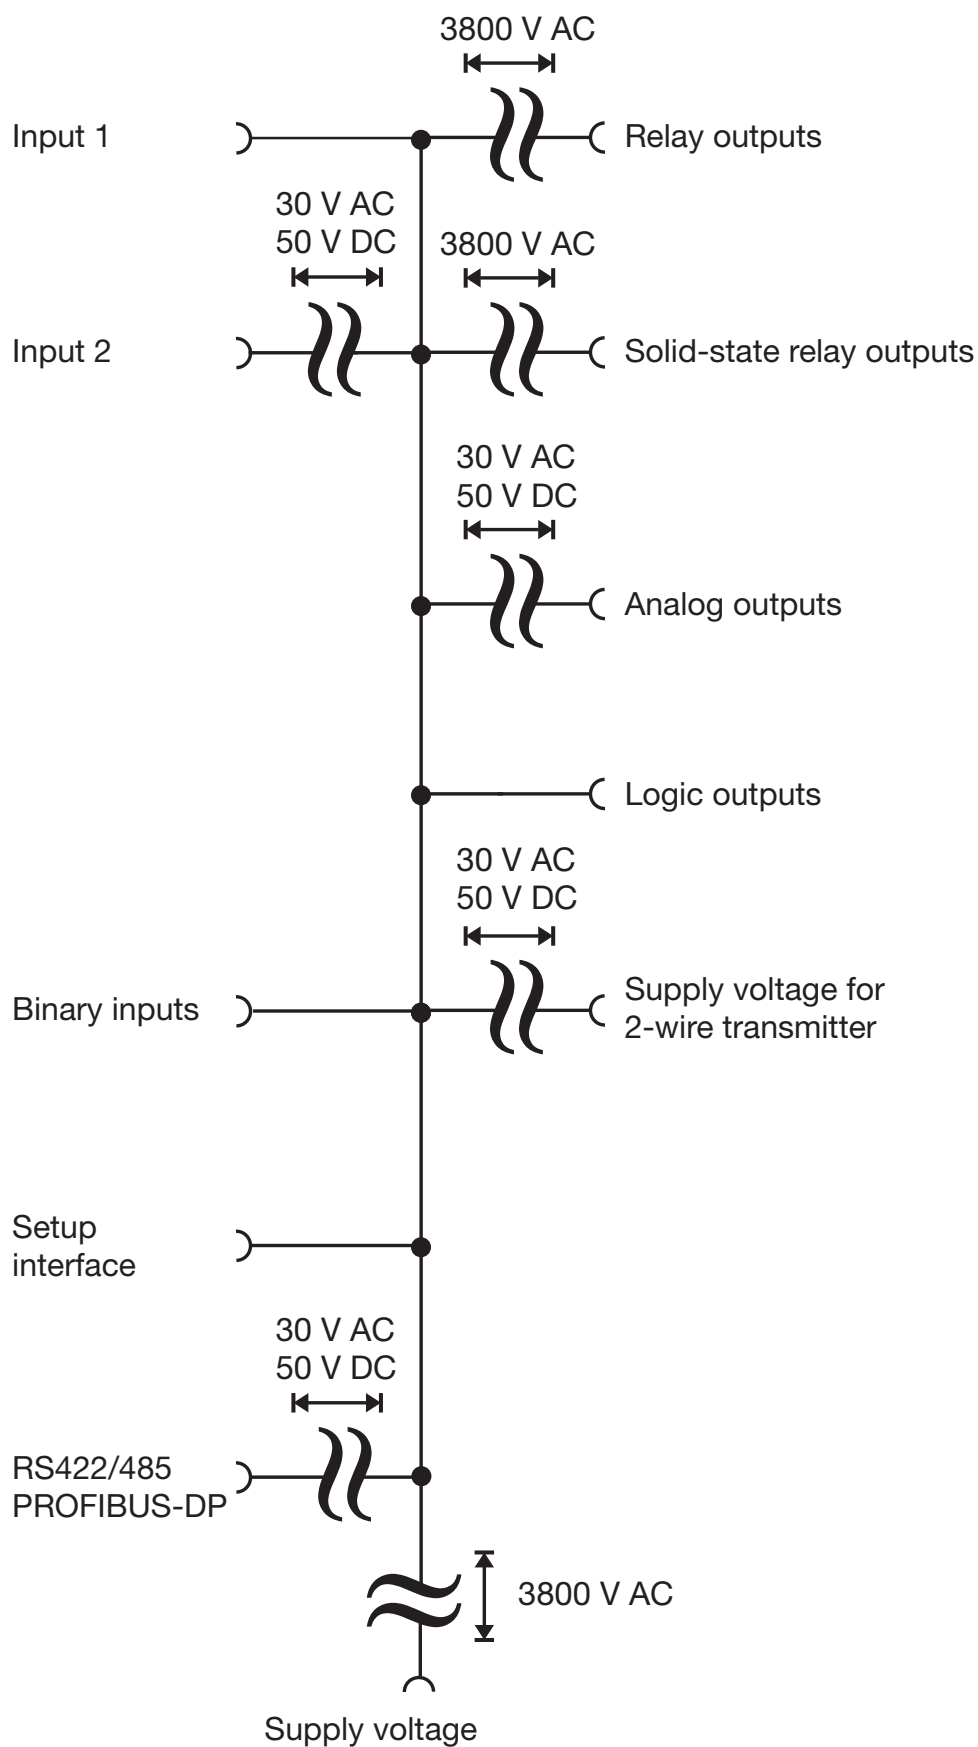 3800 V AC
Input 1
Relay outputs
30 V AC
50 V DC
3800 V AC
Input 2
Solid-state relay outputs
30 V AC
50 V DC
Analog outputs
Logic outputs
30 V AC
50 V DC
Binary inputs
Supply voltage for
2-wire transmitter
Setup
interface
30 V AC
50 V DC
RS422/485
PROFIBUS-DP
3800 V AC
Supply voltage